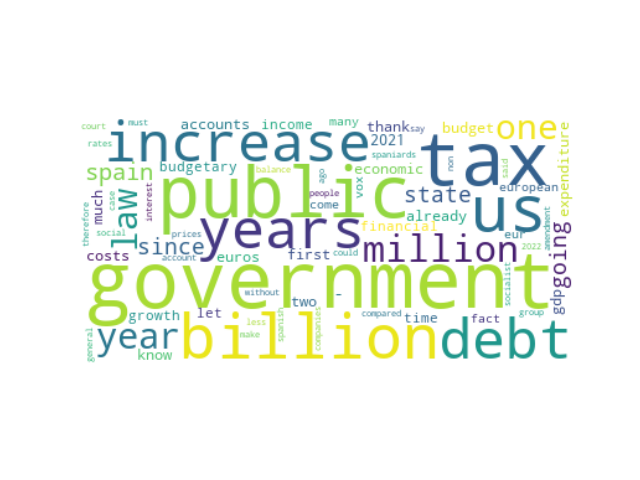 court must accounts income many thank say budget one
rates increase 2021 tax
spain budgetary balance spaniards non said expenditure
public ago vox economic state european
much case interest people come already us
law years financial eur amendment
therefore since million going
social prices first could
costs account euros 2022
government
without two - socialist gdp
growth let less compared time fact group
year billion debt
general know make spanish companies